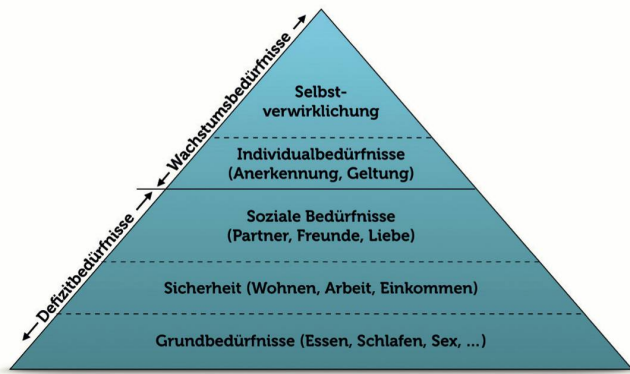 Wachstumsbedürfnisse
Defizitbedürfnisse
Selbst-
verwirklichung
Individualbedürfnisse
(Anerkennung, Geltung)
Soziale Bedürfnisse
(Partner, Freunde, Liebe)
Sicherheit (Wohnen, Arbeit, Einkommen)
Grundbedürfnisse (Essen, Schlafen, Sex, ...)